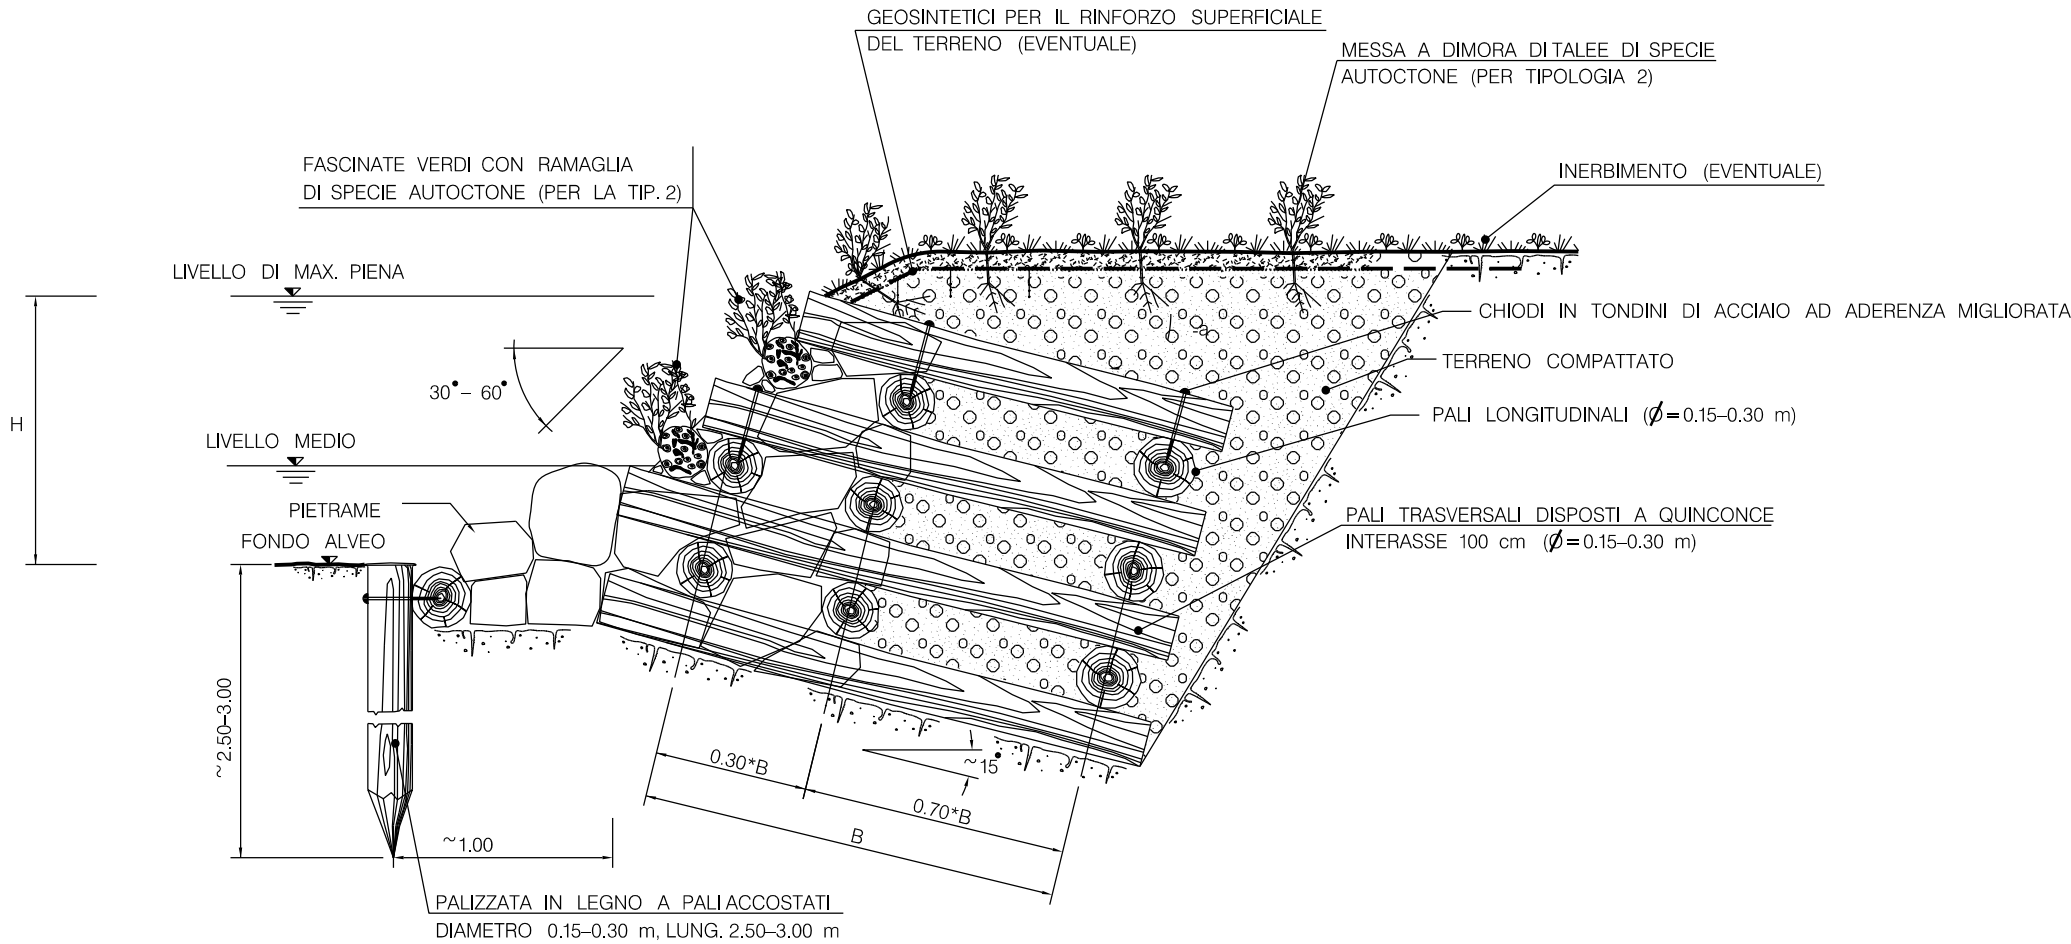 GEOSINTETICI PER IL RINFORZO SUPERFICIALE
DEL TERRENO (EVENTUALE)
MESSA A DIMORA DI TALEE DI SPECIE
AUTOCTONE (PER TIPOLOGIA 2)
FASCINATE VERDI CON RAMAGLIA
DI SPECIE AUTOCTONE (PER LA TIP. 2)
INERBIMENTO (EVENTUALE)
LIVELLO DI MAX. PIENA
CHIODI IN TONDINI DI ACCIAIO AD ADERENZA MIGLIORATA
TERRENO COMPATTATO
30° – 60°
PALI LONGITUDINALI (Ø=0.15–0.30 m)
H
LIVELLO MEDIO
PIETRAME
PALI TRASVERSALI DISPOSTI A QUINCONCE
INTERASSE 100 cm (Ø=0.15–0.30 m)
FONDO ALVEO
~2.50–3.00
0.30*B
~15°
0.70*B
B
~1.00
PALIZZATA IN LEGNO A PALI ACCOSTATI
DIAMETRO 0.15–0.30 m, LUNG. 2.50–3.00 m